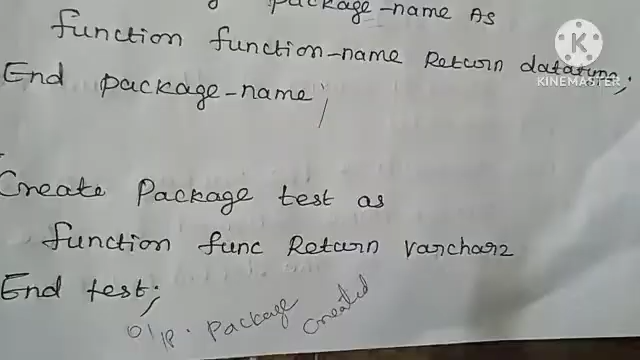 package-name As
function function-name Return datatype;
KINEMASTER
End package-name;
Create Package test as
function func Return varchar2
End test;
O/P. Package created